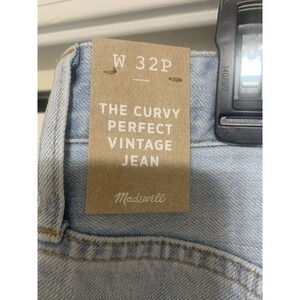 W 32P
THE CURVY
PERFECT
VINTAGE
JEAN
Madewell